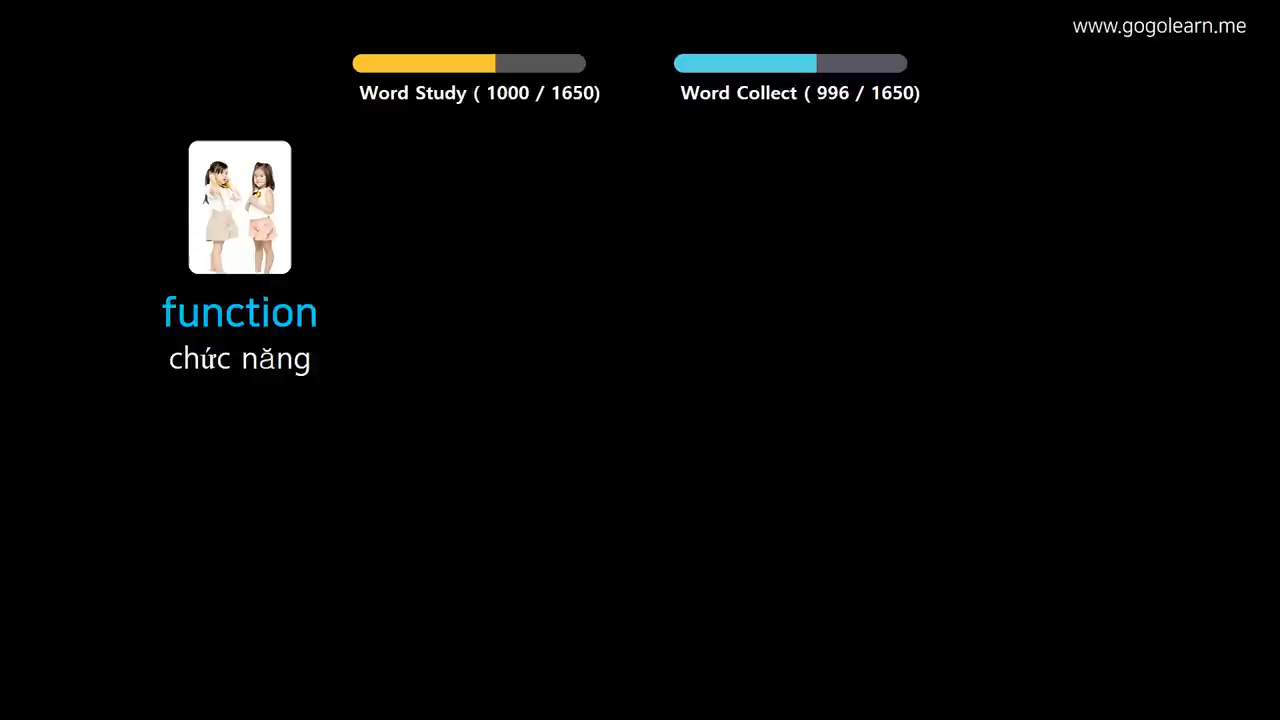 www.gogolearn.me
Word Study ( 1000 / 1650)
Word Collect ( 996 / 1650)
function
chức năng